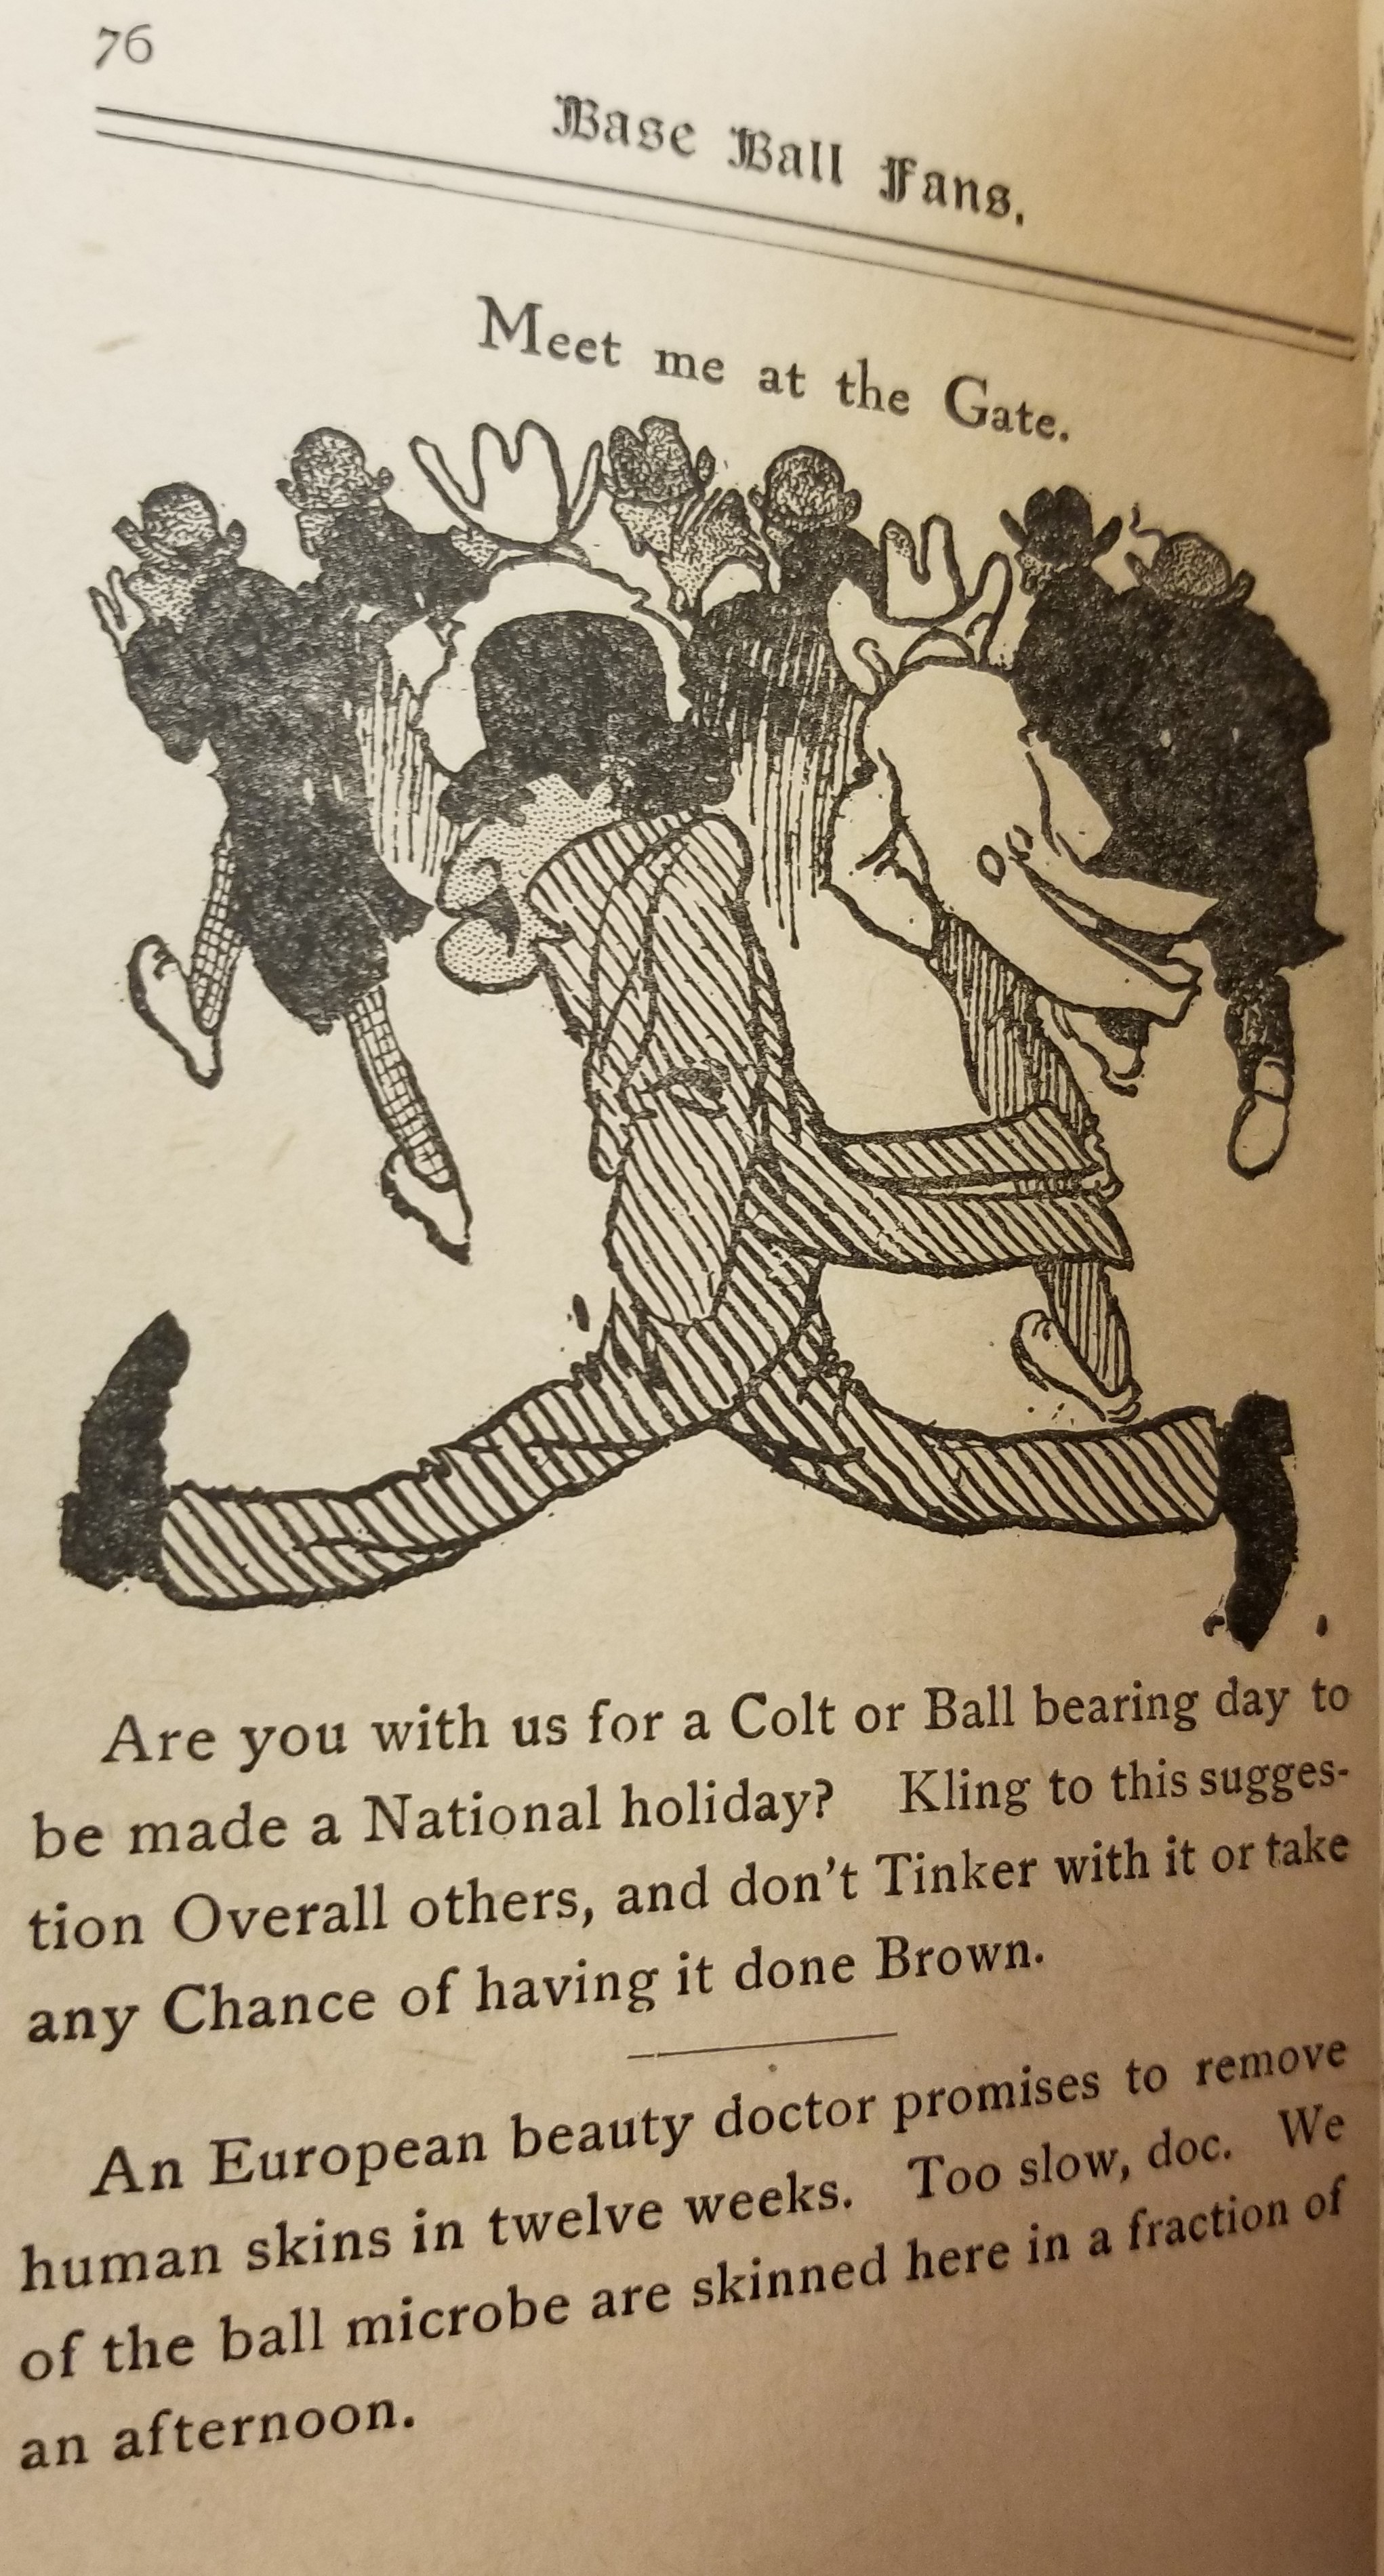 76
Base Ball Fans.
Meet me at the Gate.
Are you with us for a Colt or Ball bearing day to
be made a National holiday? Kling to this sugges-
tion Overall others, and don't Tinker with it or take
any Chance of having it done Brown.
An European beauty doctor promises to remove
human skins in twelve weeks. Too slow, doc. We
of the ball microbe are skinned here in a fraction of
an afternoon.